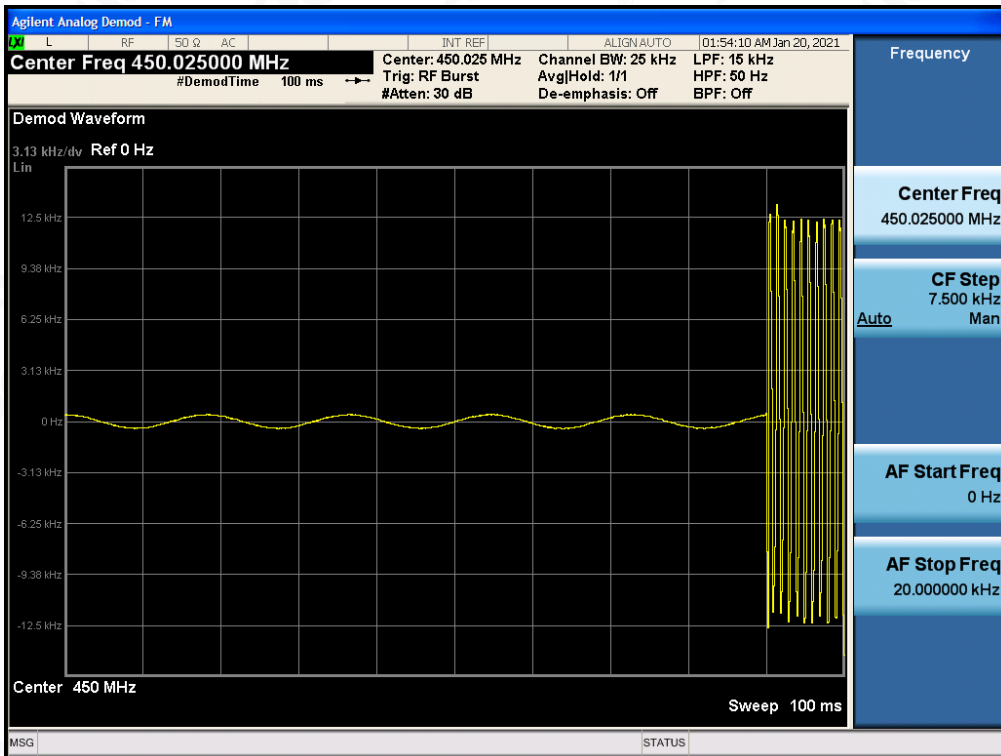 Agilent Analog Demod - FM
LXI L RF 50 Ω AC INT REF ALIGNAUTO 01:54:10 AM Jan 20, 2021
Center Freq 450.025000 MHz
#DemodTime 100 ms
Center: 450.025 MHz Channel BW: 25 kHz LPF: 15 kHz
Trig: RF Burst Avg|Hold: 1/1 HPF: 50 Hz
#Atten: 30 dB De-emphasis: Off BPF: Off
Demod Waveform
3.13 kHz/dv Ref 0 Hz
Lin
12.5 kHz
9.38 kHz
6.25 kHz
3.13 kHz
0 Hz
-3.13 kHz
-6.25 kHz
-9.38 kHz
-12.5 kHz
Center 450 MHz
Sweep 100 ms
Frequency
Center Freq
450.025000 MHz
CF Step
7.500 kHz
Auto Man
AF Start Freq
0 Hz
AF Stop Freq
20.000000 kHz
MSG STATUS